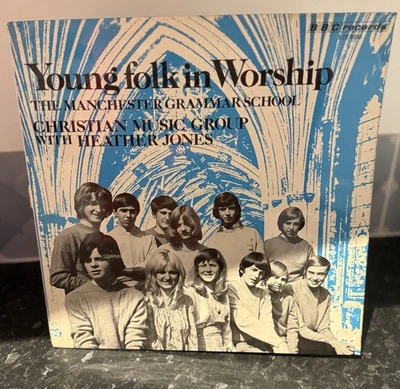 BBC records
Young folk in Worship
THE MANCHESTER GRAMMAR SCHOOL
CHRISTIAN MUSIC GROUP
WITH HEATHER JONES